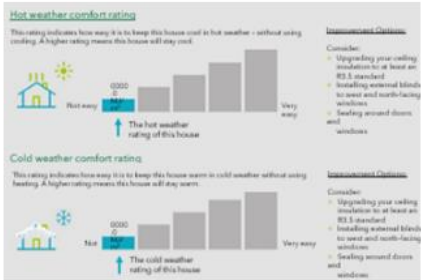 Hot weather comfort rating
This rating indicates how easy it is to keep this house cool in hot weather - without using
cooling. A higher rating means this house will stay cool.
Not easy
0000
0
Very
easy
The hot weather
rating of this house
Improvement Options:
Consider:
Upgrading your ceiling
insulation to at least an
R3.5 standard
Installing external blinds
to west and north-facing
windows
Sealing around doors
and
windows
Cold weather comfort rating
This rating indicates how easy it is to keep this house warm in cold weather without using
heating. A higher rating means this house will stay warm.
Not
0000
0
Very easy
The cold weather
rating of this house
Improvement Options:
Consider:
Upgrading your ceiling
insulation to at least an
R3.5 standard
Installing external blinds
to west and north-facing
windows
Sealing around doors
and
windows